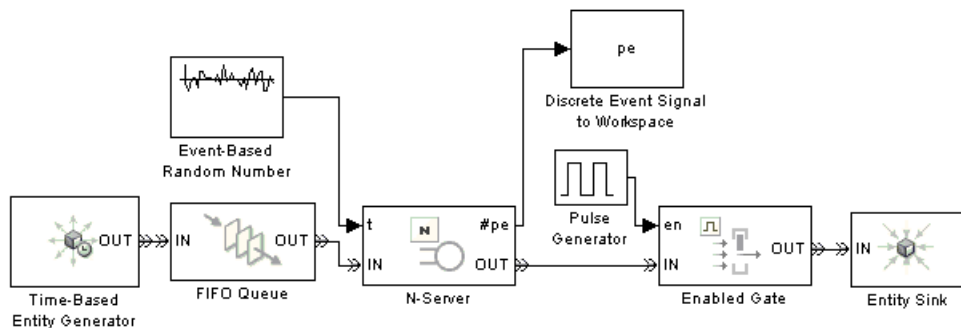 pe
Discrete Event Signal
to Workspace
Event-Based
Random Number
Pulse
Generator
OUT
Time-Based
Entity Generator
IN
OUT
FIFO Queue
t
N
#pe
IN
OUT
N-Server
en
IN
OUT
Enabled Gate
IN
Entity Sink